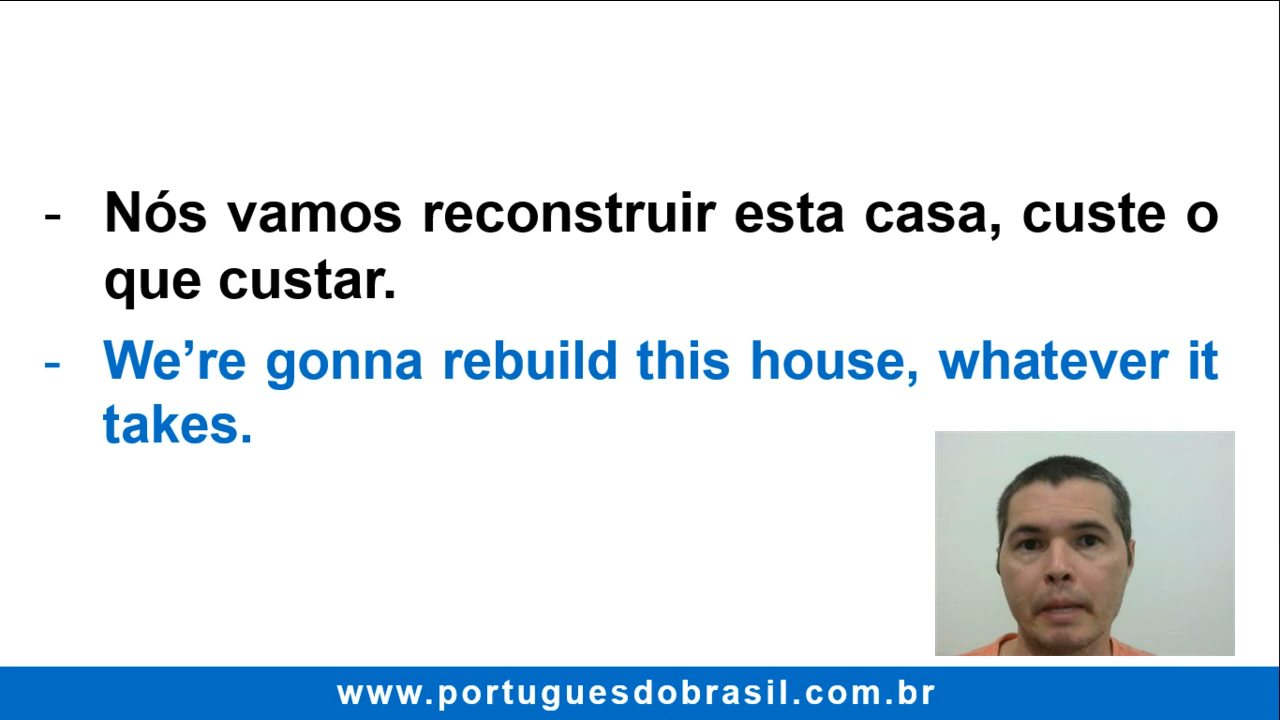 - Nós vamos reconstruir esta casa, custe o
que custar.
- We’re gonna rebuild this house, whatever it
takes.
www.portuguesdobrasil.com.br